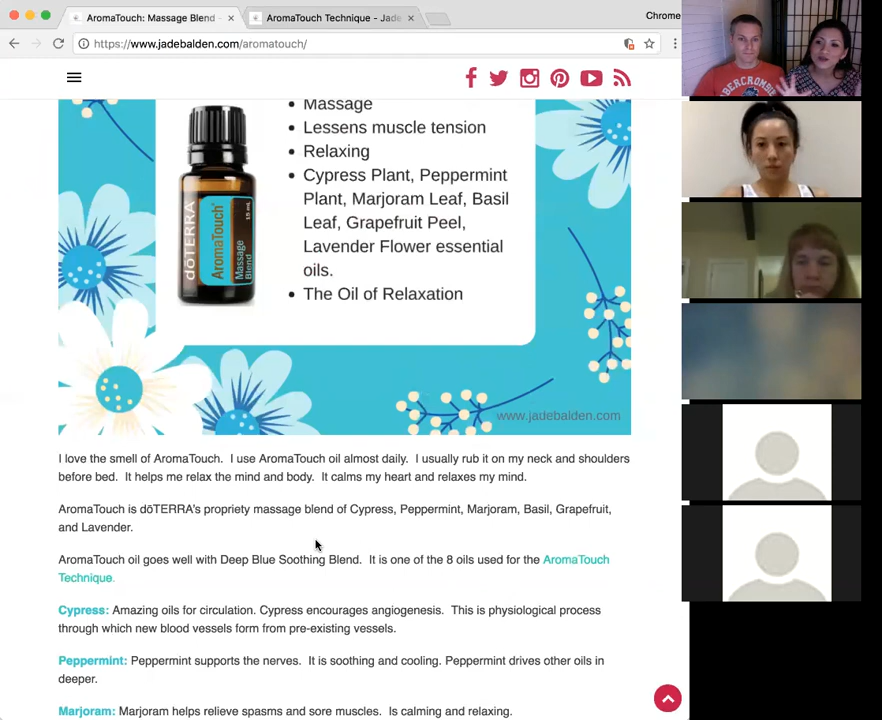 AromaTouch: Massage Blend -
AromaTouch Technique - Jade
Chrome
https://www.jadebalden.com/aromatouch/
• Massage
• Lessens muscle tension
• Relaxing
• Cypress Plant, Peppermint
Plant, Marjoram Leaf, Basil
Leaf, Grapefruit Peel,
Lavender Flower essential
oils.
• The Oil of Relaxation
dōTERRA
AromaTouch
Massage
Blend
15 mL
www.jadebalden.com
I love the smell of AromaTouch.  I use AromaTouch oil almost daily.  I usually rub it on my neck and shoulders
before bed.  It helps me relax the mind and body.  It calms my heart and relaxes my mind.
AromaTouch is dōTERRA's propriety massage blend of Cypress, Peppermint, Marjoram, Basil, Grapefruit,
and Lavender.
AromaTouch oil goes well with Deep Blue Soothing Blend.  It is one of the 8 oils used for the AromaTouch
Technique.
Cypress: Amazing oils for circulation. Cypress encourages angiogenesis.  This is physiological process
through which new blood vessels form from pre-existing vessels.
Peppermint: Peppermint supports the nerves.  It is soothing and cooling. Peppermint drives other oils in
deeper.
Marjoram: Marjoram helps relieve spasms and sore muscles.  Is calming and relaxing.